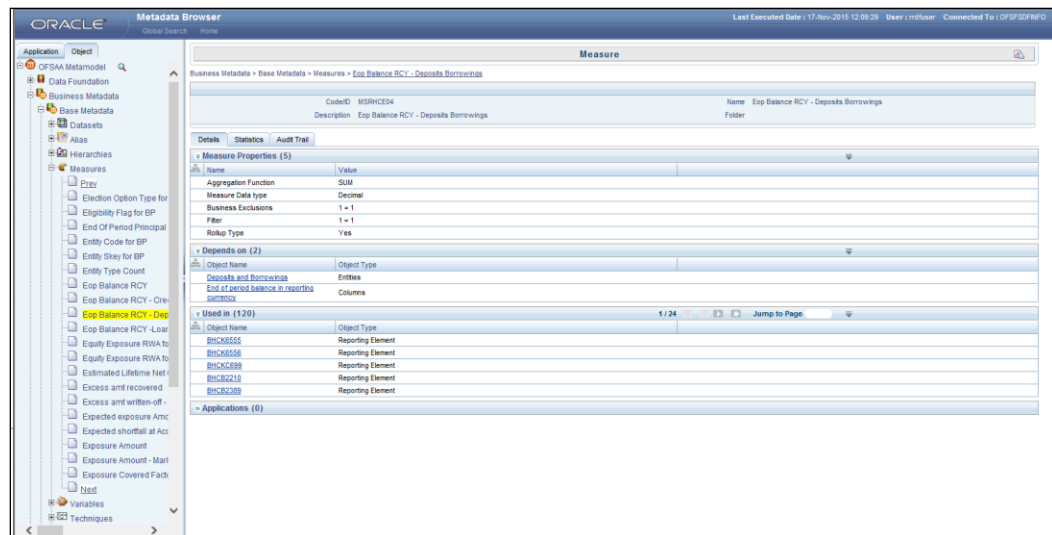 ORACLE
Metadata Browser
Global Search Home
Last Executed Date : 17-Nov-2015 12:09:29 User : mtfuser Connected To : OFSFSDFINFO
Application Object
OFSAA Metamodel
Data Foundation
Business Metadata
Base Metadata
Datasets
Alias
Hierarchies
Measures
Prev
Election Option Type for
Eligibility Flag for BP
End Of Period Principal
Entity Code for BP
Entity Skey for BP
Entity Type Count
Eop Balance RCY
Eop Balance RCY - Cre
Eop Balance RCY - Dep
Eop Balance RCY -Loar
Equity Exposure RWA fo
Equity Exposure RWA fo
Estimated Lifetime Net
Excess amt recovered
Excess amt written-off -
Expected exposure Amo
Expected shortfall at Acc
Exposure Amount
Exposure Amount - Marl
Exposure Covered Facto
Next
Variables
Techniques
Measure
Business Metadata > Base Metadata > Measures > Eop Balance RCY - Deposits Borrowings
CodeID MSRHCE04
Name Eop Balance RCY - Deposits Borrowings
Description Eop Balance RCY - Deposits Borrowings
Folder
Details Statistics Audit Trail
Measure Properties (5)
Name Value
Aggregation Function SUM
Measure Data type Decimal
Business Exclusions 1 = 1
Filter 1 = 1
Rollup Type Yes
Depends on (2)
Object Name Object Type
Deposits and Borrowings Entities
End of period balance in reporting currency Columns
Used in (120) 1 / 24 Jump to Page
Object Name Object Type
BHCK6555 Reporting Element
BHCK6556 Reporting Element
BHCKC699 Reporting Element
BHCB2210 Reporting Element
BHCB2389 Reporting Element
Applications (0)